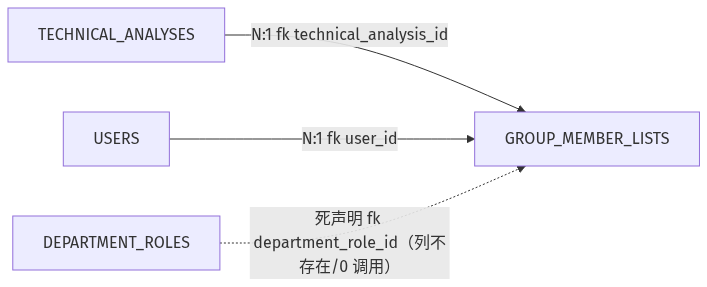 TECHNICAL_ANALYSES
N:1 fk technical_analysis_id
USERS
N:1 fk user_id
GROUP_MEMBER_LISTS
DEPARTMENT_ROLES
死声明 fk
department_role_id（列不
存在/0 调用）